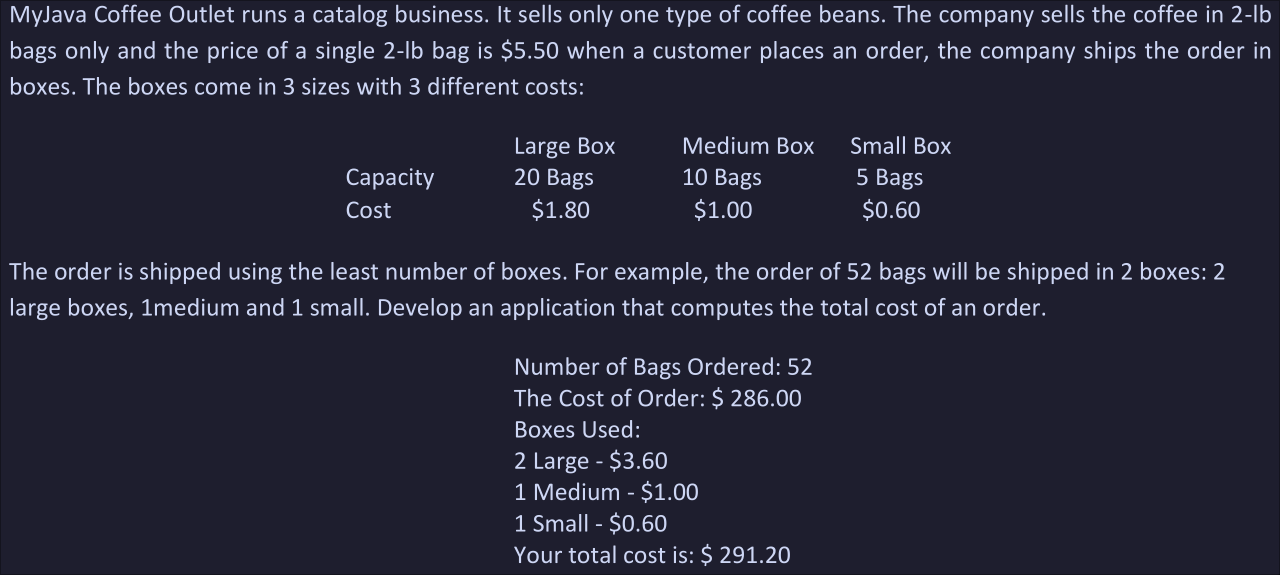 MyJava Coffee Outlet runs a catalog business. It sells only one type of coffee beans. The company sells the coffee in 2-lb
bags only and the price of a single 2-lb bag is $5.50 when a customer places an order, the company ships the order in
boxes. The boxes come in 3 sizes with 3 different costs:
Large Box Medium Box Small Box
Capacity 20 Bags 10 Bags 5 Bags
Cost $1.80 $1.00 $0.60
The order is shipped using the least number of boxes. For example, the order of 52 bags will be shipped in 2 boxes: 2
large boxes, 1medium and 1 small. Develop an application that computes the total cost of an order.
Number of Bags Ordered: 52
The Cost of Order: $ 286.00
Boxes Used:
2 Large - $3.60
1 Medium - $1.00
1 Small - $0.60
Your total cost is: $ 291.20